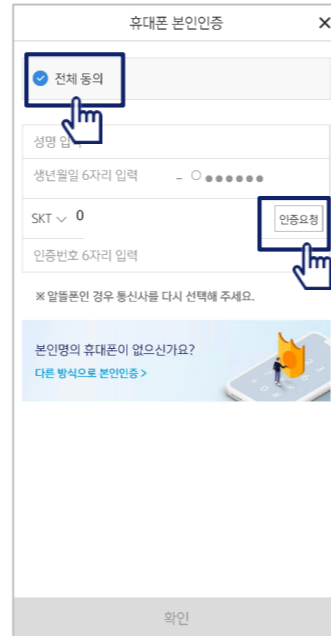 휴대폰 본인인증 ×
전체 동의
성명 입력
생년월일 6자리 입력 - ○●●●●●●
SKT 0
인증요청
인증번호 6자리 입력
※ 알뜰폰인 경우 통신사를 다시 선택해 주세요.
본인명의 휴대폰이 없으신가요?
다른 방식으로 본인인증 >
확인